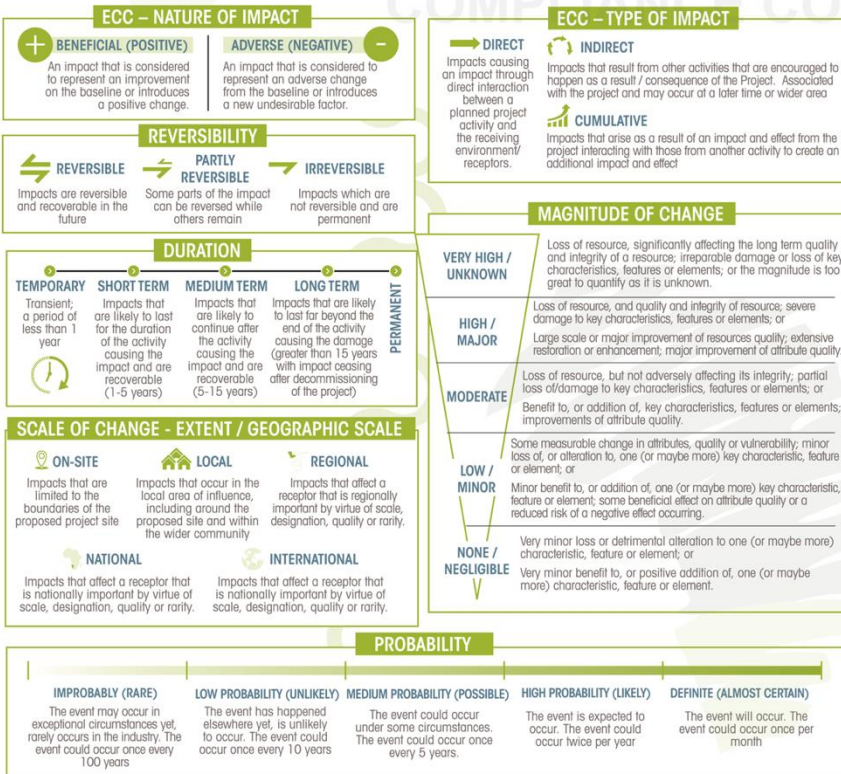 ECC – NATURE OF IMPACT
+ BENEFICIAL (POSITIVE)
An impact that is considered
to represent an improvement
on the baseline or introduces
a positive change.
ADVERSE (NEGATIVE) -
An impact that is considered to
represent an adverse change
from the baseline or introduces
a new undesirable factor.
REVERSIBILITY
REVERSIBLE
Impacts are reversible
and recoverable in the
future
PARTLY
REVERSIBLE
Some parts of the impact
can be reversed while
others remain
IRREVERSIBLE
Impacts which are
not reversible and are
permanent
DURATION
TEMPORARY
Transient;
a period of
less than 1
year
SHORT TERM
Impacts that
are likely to last
for the duration
of the activity
causing the
impact and are
recoverable
(1-5 years)
MEDIUM TERM
Impacts that
are likely to
continue after
the activity
causing the
impact and are
recoverable
(5-15 years)
LONG TERM
Impacts that are likely
to last far beyond the
end of the activity
causing the damage
(greater than 15 years
with impact ceasing
after decommissioning
of the project)
PERMANENT
SCALE OF CHANGE - EXTENT / GEOGRAPHIC SCALE
ON-SITE
Impacts that are
limited to the
boundaries of the
proposed project site
LOCAL
Impacts that occur in the
local area of influence,
including around the
proposed site and within
the wider community
REGIONAL
Impacts that affect a
receptor that is regionally
important by virtue of scale,
designation, quality or rarity.
NATIONAL
Impacts that affect a receptor that
is nationally important by virtue of
scale, designation, quality or rarity.
INTERNATIONAL
Impacts that affect a receptor that
is nationally important by virtue of
scale, designation, quality or rarity.
ECC – TYPE OF IMPACT
DIRECT
Impacts causing
an impact through
direct interaction
between a
planned project
activity and
the receiving
environment/
receptors.
INDIRECT
Impacts that result from other activities that are encouraged to
happen as a result / consequence of the Project. Associated
with the project and may occur at a later time or wider area
CUMULATIVE
Impacts that arise as a result of an impact and effect from the
project interacting with those from another activity to create an
additional impact and effect
MAGNITUDE OF CHANGE
VERY HIGH /
UNKNOWN
Loss of resource, significantly affecting the long term quality
and integrity of a resource; irreparable damage or loss of key
characteristics, features or elements; or the magnitude is too
great to quantify as it is unknown.
HIGH /
MAJOR
Loss of resource, and quality and integrity of resource; severe
damage to key characteristics, features or elements; or
Large scale or major improvement of resources quality; extensive
restoration or enhancement; major improvement of attribute quality.
MODERATE
Loss of resource, but not adversely affecting its integrity; partial
loss of/damage to key characteristics, features or elements; or
Benefit to, or addition of, key characteristics, features or elements;
improvements of attribute quality.
LOW /
MINOR
Some measurable change in attributes, quality or vulnerability; minor
loss of, or alteration to, one (or maybe more) key characteristic, feature
or element; or
Minor benefit to, or addition of, one (or maybe more) key characteristic,
feature or element; some beneficial effect on attribute quality or a
reduced risk of a negative effect occurring.
NONE /
NEGLIGIBLE
Very minor loss or detrimental alteration to one (or maybe more)
characteristic, feature or element; or
Very minor benefit to, or positive addition of, one (or maybe
more) characteristic, feature or element.
PROBABILITY
IMPROBABLY (RARE)
The event may occur in
exceptional circumstances yet,
rarely occurs in the industry. The
event could occur once every
100 years
LOW PROBABILITY (UNLIKELY)
The event has happened
elsewhere yet, is unlikely
to occur. The event could
occur once every 10 years
MEDIUM PROBABILITY (POSSIBLE)
The event could occur
under some circumstances.
The event could occur once
every 5 years.
HIGH PROBABILITY (LIKELY)
The event is expected to
occur. The event could
occur twice per year
DEFINITE (ALMOST CERTAIN)
The event will occur. The
event could occur once per
month